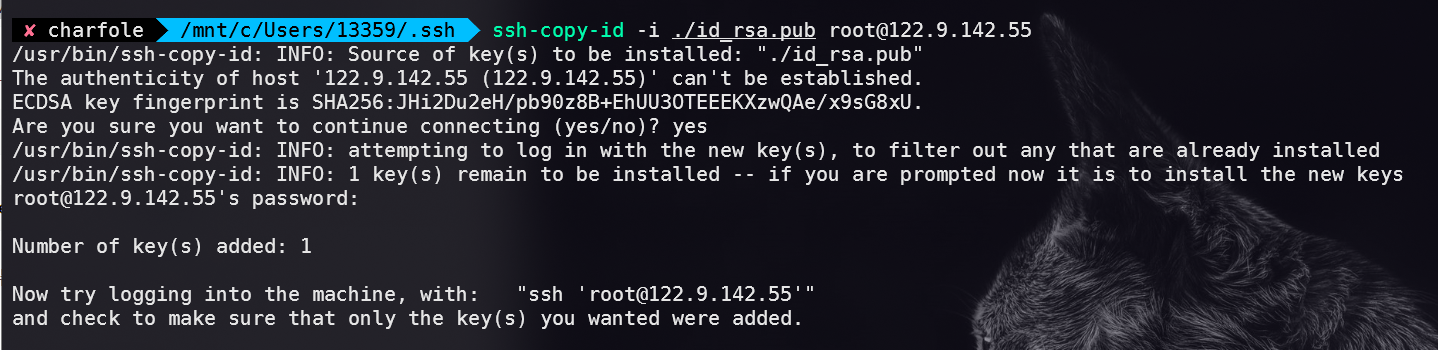 ✘ charfole /mnt/c/Users/13359/.ssh ssh-copy-id -i ./id_rsa.pub root@122.9.142.55
/usr/bin/ssh-copy-id: INFO: Source of key(s) to be installed: "./id_rsa.pub"
The authenticity of host '122.9.142.55 (122.9.142.55)' can't be established.
ECDSA key fingerprint is SHA256:JHi2Du2eH/pb90z8B+EhUU3OTEEEKXzwQAe/x9sG8xU.
Are you sure you want to continue connecting (yes/no)? yes
/usr/bin/ssh-copy-id: INFO: attempting to log in with the new key(s), to filter out any that are already installed
/usr/bin/ssh-copy-id: INFO: 1 key(s) remain to be installed -- if you are prompted now it is to install the new keys
root@122.9.142.55's password:
Number of key(s) added: 1
Now try logging into the machine, with:   "ssh 'root@122.9.142.55'"
and check to make sure that only the key(s) you wanted were added.